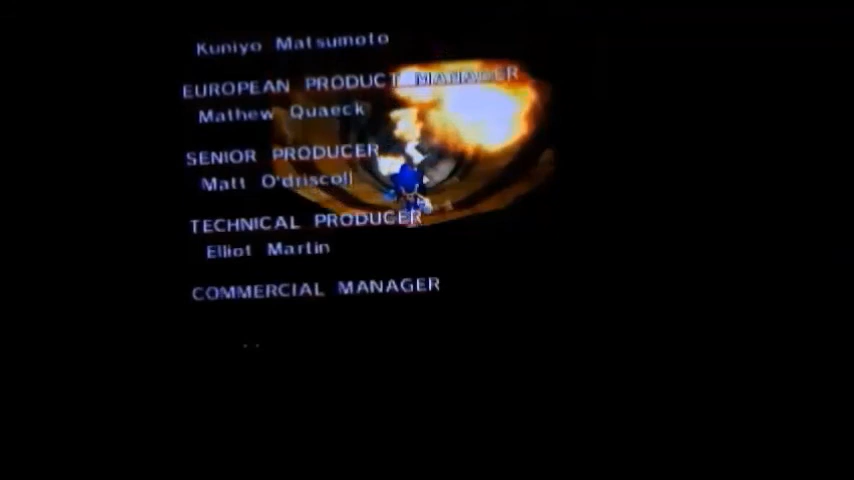 Kuniyo Matsumoto
EUROPEAN PRODUCT MANAGER
Mathew Quaeck
SENIOR PRODUCER
Matt O'driscoll
TECHNICAL PRODUCER
Elliot Martin
COMMERCIAL MANAGER